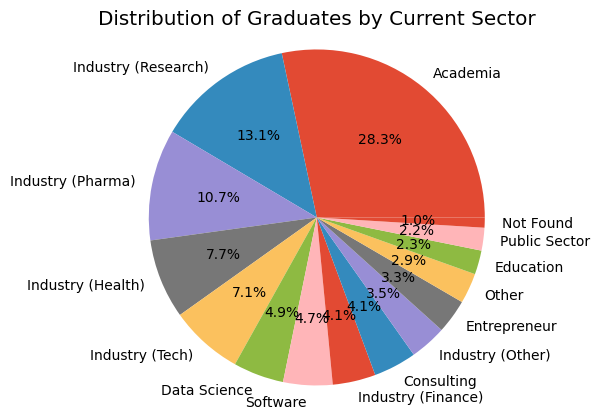 Distribution of Graduates by Current Sector
Academia
28.3%
Industry (Research)
13.1%
Industry (Pharma)
10.7%
Industry (Health)
7.7%
Industry (Tech)
7.1%
Data Science
4.9%
Software
4.7%
Industry (Finance)
4.1%
Consulting
4.1%
Industry (Other)
3.5%
Entrepreneur
3.3%
Other
2.9%
Education
2.3%
Public Sector
2.2%
Not Found
1.0%